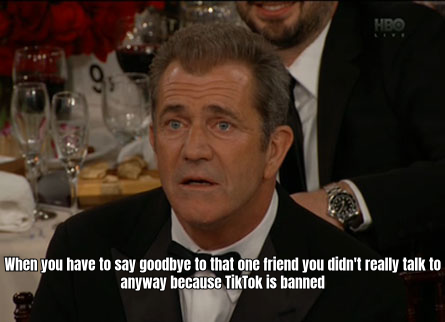 HBO
LIVE
9
When you have to say goodbye to that one friend you didn't really talk to
anyway because TikTok is banned